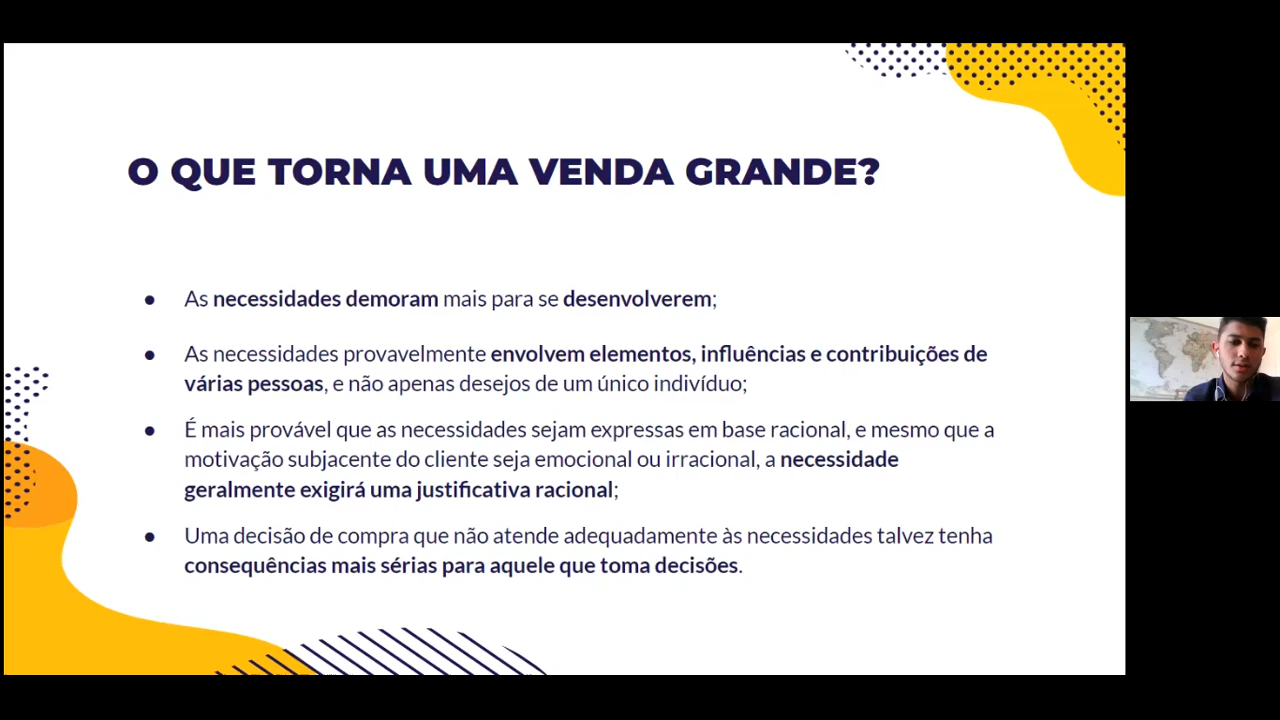 O QUE TORNA UMA VENDA GRANDE?
● As necessidades demoram mais para se desenvolverem;
● As necessidades provavelmente envolvem elementos, influências e contribuições de
várias pessoas, e não apenas desejos de um único indivíduo;
● É mais provável que as necessidades sejam expressas em base racional, e mesmo que a
motivação subjacente do cliente seja emocional ou irracional, a necessidade
geralmente exigirá uma justificativa racional;
● Uma decisão de compra que não atende adequadamente às necessidades talvez tenha
consequências mais sérias para aquele que toma decisões.